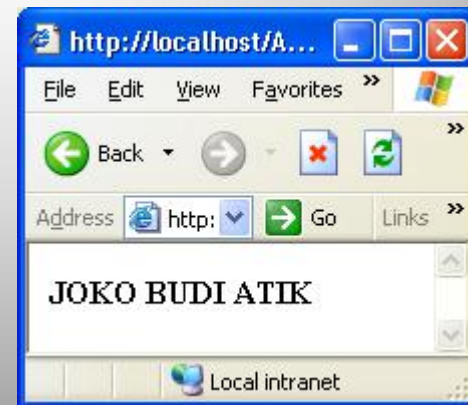 http://localhost/A...
File Edit View Favorites »
Back »
Address http: Go Links »
JOKO BUDI ATIK
Local intranet